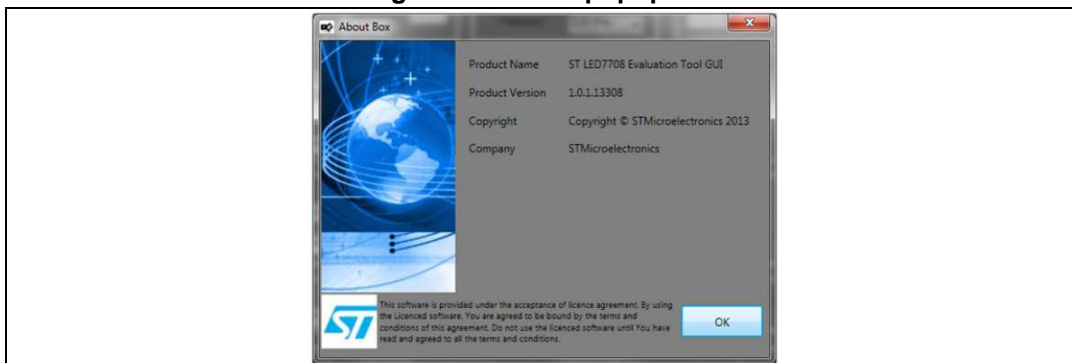 About Box
Product Name ST LED7708 Evaluation Tool GUI
Product Version 1.0.1.13308
Copyright Copyright © STMicroelectronics 2013
Company STMicroelectronics
This software is provided under the acceptance of licence agreement. By using
the Licenced software. You are agreed to be bound by the terms and
conditions of this agreement. Do not use the licenced software until You have
read and agreed to all the terms and conditions.
OK